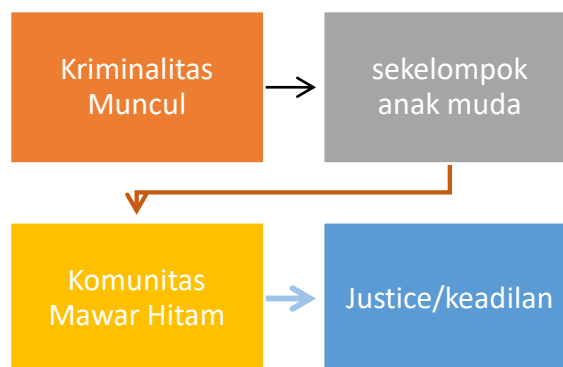 Kriminalitas
Muncul
sekelompok
anak muda
Komunitas
Mawar Hitam
Justice/keadilan